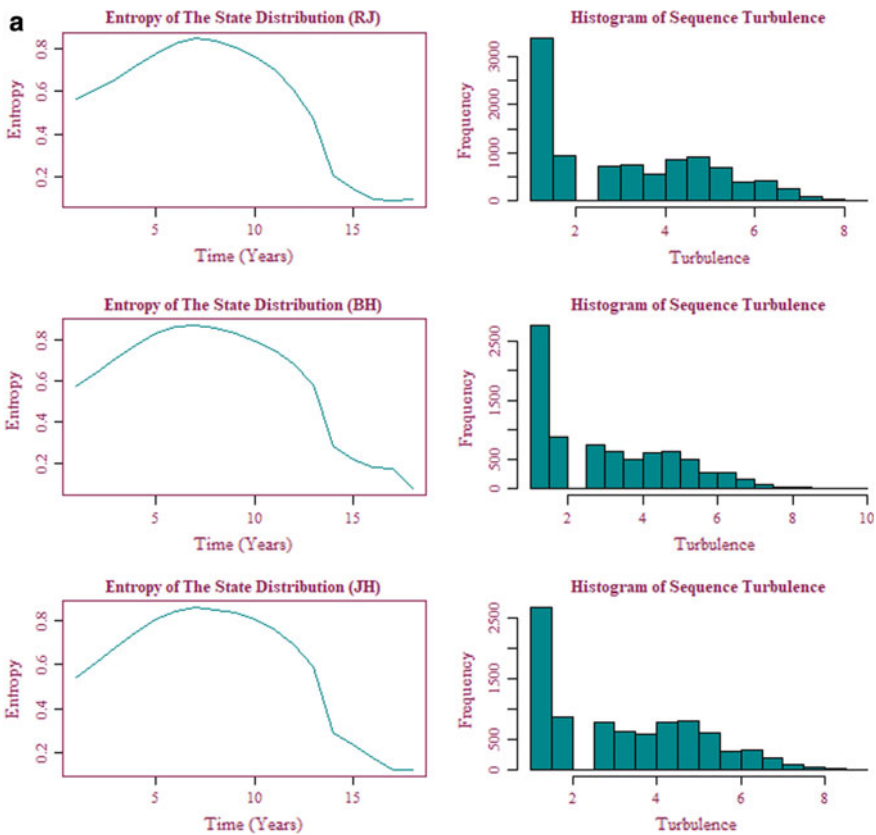 a
Entropy of The State Distribution (RJ)
Entropy
0.2 0.4 0.6 0.8
5 10 15
Time (Years)
Histogram of Sequence Turbulence
Frequency
0 1000 2000 3000
2 4 6 8
Turbulence
Entropy of The State Distribution (BH)
Entropy
0.2 0.4 0.6 0.8
5 10 15
Time (Years)
Histogram of Sequence Turbulence
Frequency
0 500 1500 2500
2 4 6 8 10
Turbulence
Entropy of The State Distribution (JH)
Entropy
0.2 0.4 0.6 0.8
5 10 15
Time (Years)
Histogram of Sequence Turbulence
Frequency
0 500 1500 2500
2 4 6 8
Turbulence